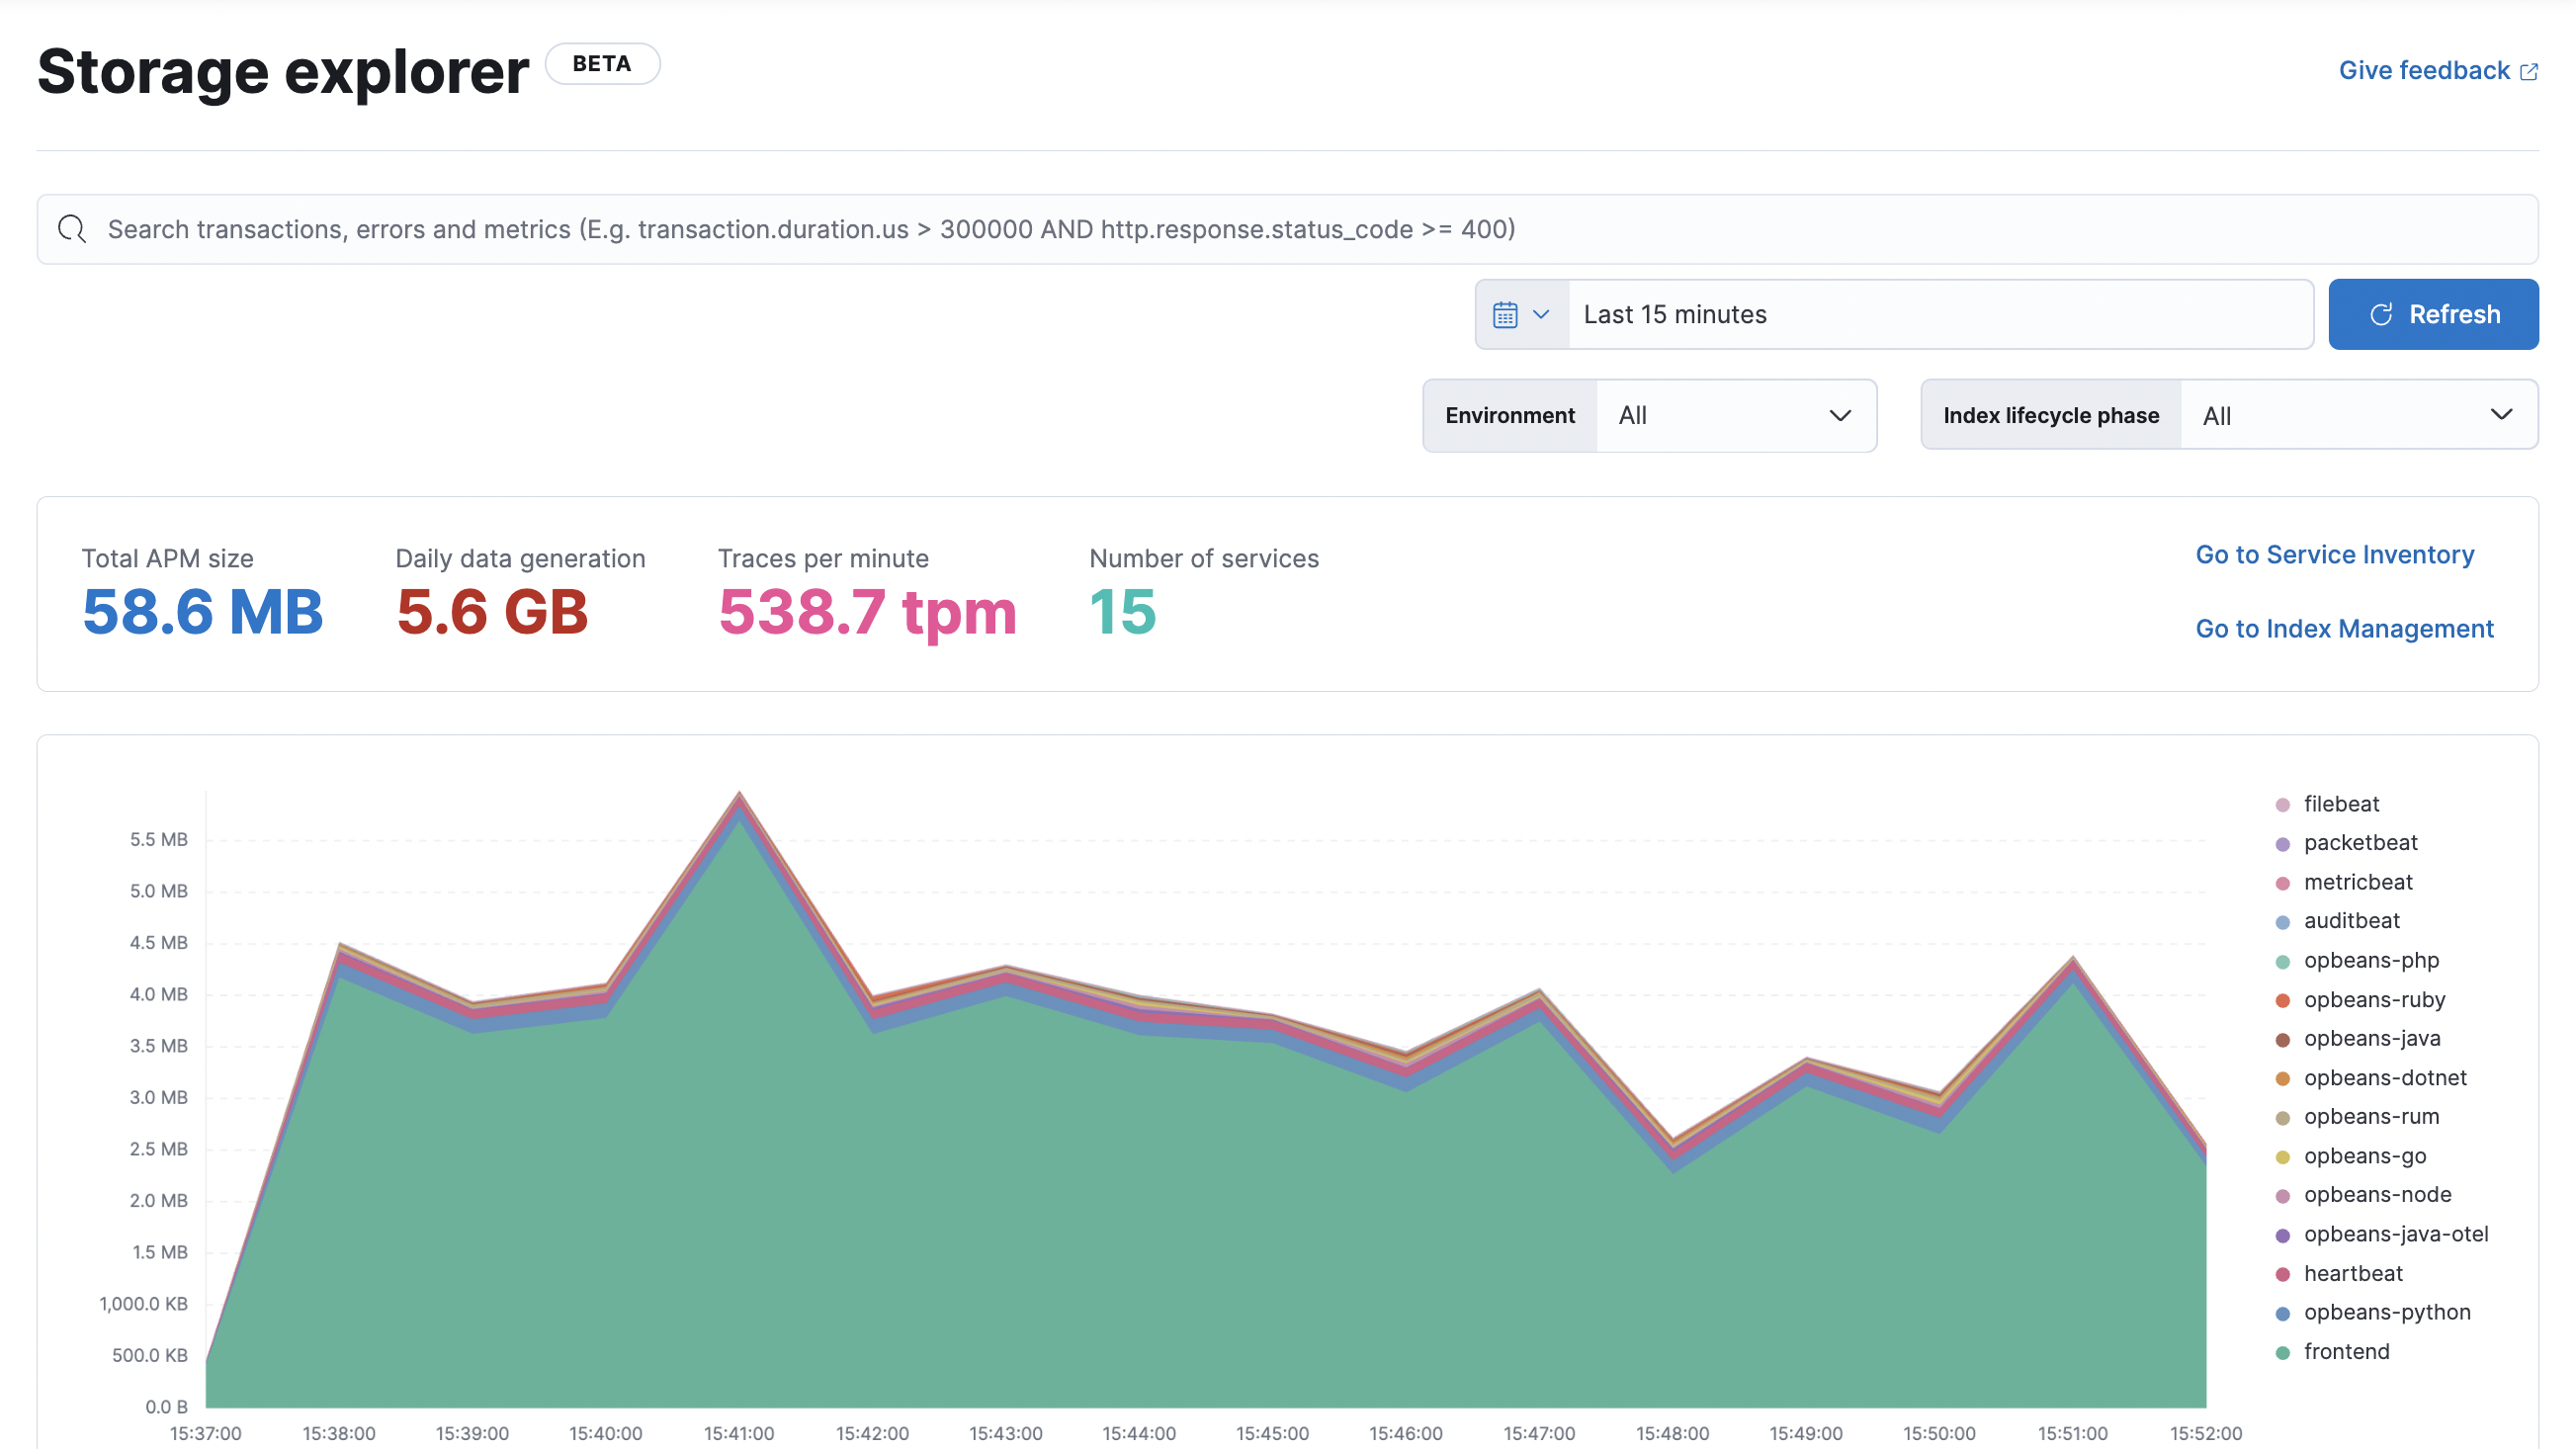 Storage explorer BETA
Give feedback
Search transactions, errors and metrics (E.g. transaction.duration.us > 300000 AND http.response.status_code >= 400)
Last 15 minutes
Refresh
Environment All
Index lifecycle phase All
Total APM size
58.6 MB
Daily data generation
5.6 GB
Traces per minute
538.7 tpm
Number of services
15
Go to Service Inventory
Go to Index Management
5.5 MB
5.0 MB
4.5 MB
4.0 MB
3.5 MB
3.0 MB
2.5 MB
2.0 MB
1.5 MB
1,000.0 KB
500.0 KB
0.0 B
15:37:00 15:38:00 15:39:00 15:40:00 15:41:00 15:42:00 15:43:00 15:44:00 15:45:00 15:46:00 15:47:00 15:48:00 15:49:00 15:50:00 15:51:00 15:52:00
filebeat
packetbeat
metricbeat
auditbeat
opbeans-php
opbeans-ruby
opbeans-java
opbeans-dotnet
opbeans-rum
opbeans-go
opbeans-node
opbeans-java-otel
heartbeat
opbeans-python
frontend